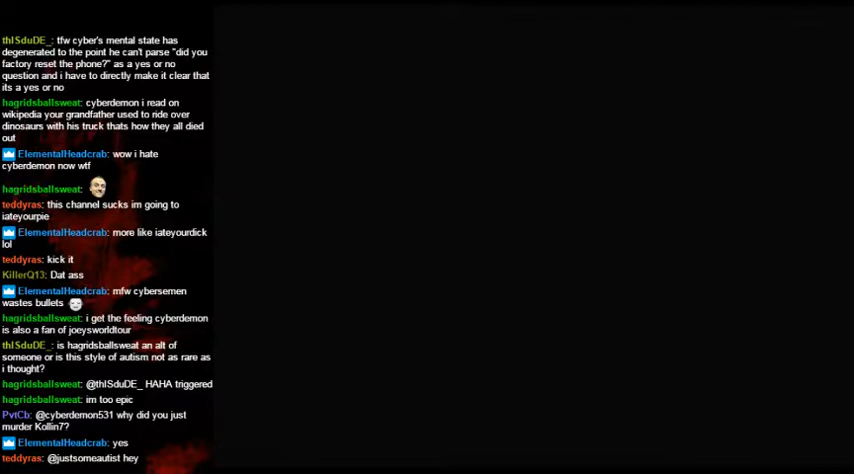 thISduDE_: tfw cyber's mental state has
degenerated to the point he can't parse "did you
factory reset the phone?" as a yes or no
question and i have to directly make it clear that
its a yes or no
hagridsballsweat: cyberdemon i read on
wikipedia your grandfather used to ride over
dinosaurs with his truck thats how they all died
out
ElementalHeadcrab: wow i hate
cyberdemon now wtf
hagridsballsweat:
teddyras: this channel sucks im going to
iateyourpie
ElementalHeadcrab: more like iateyourdick
lol
teddyras: kick it
KillerQ13: Dat ass
ElementalHeadcrab: mfw cybersemen
wastes bullets
hagridsballsweat: i get the feeling cyberdemon
is also a fan of joeysworldtour
thISduDE_: is hagridsballsweat an alt of
someone or is this style of autism not as rare as
i thought?
hagridsballsweat: @thISduDE_ HAHA triggered
hagridsballsweat: im too epic
PvtCb: @cyberdemon531 why did you just
murder Kollin7?
ElementalHeadcrab: yes
teddyras: @justsomeautist hey